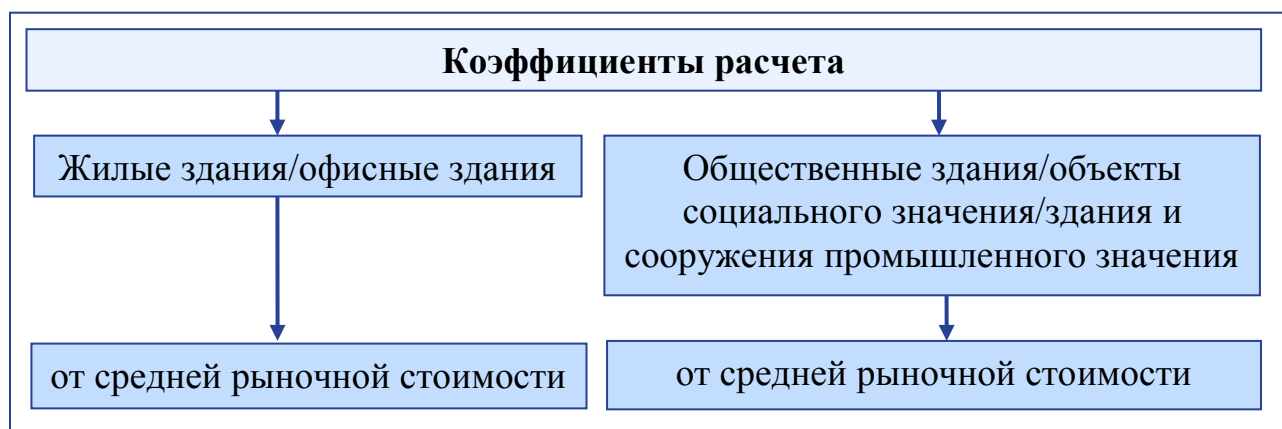 Коэффициенты расчета
Жилые здания/офисные здания
Общественные здания/объекты
социального значения/здания и
сооружения промышленного значения
от средней рыночной стоимости
от средней рыночной стоимости